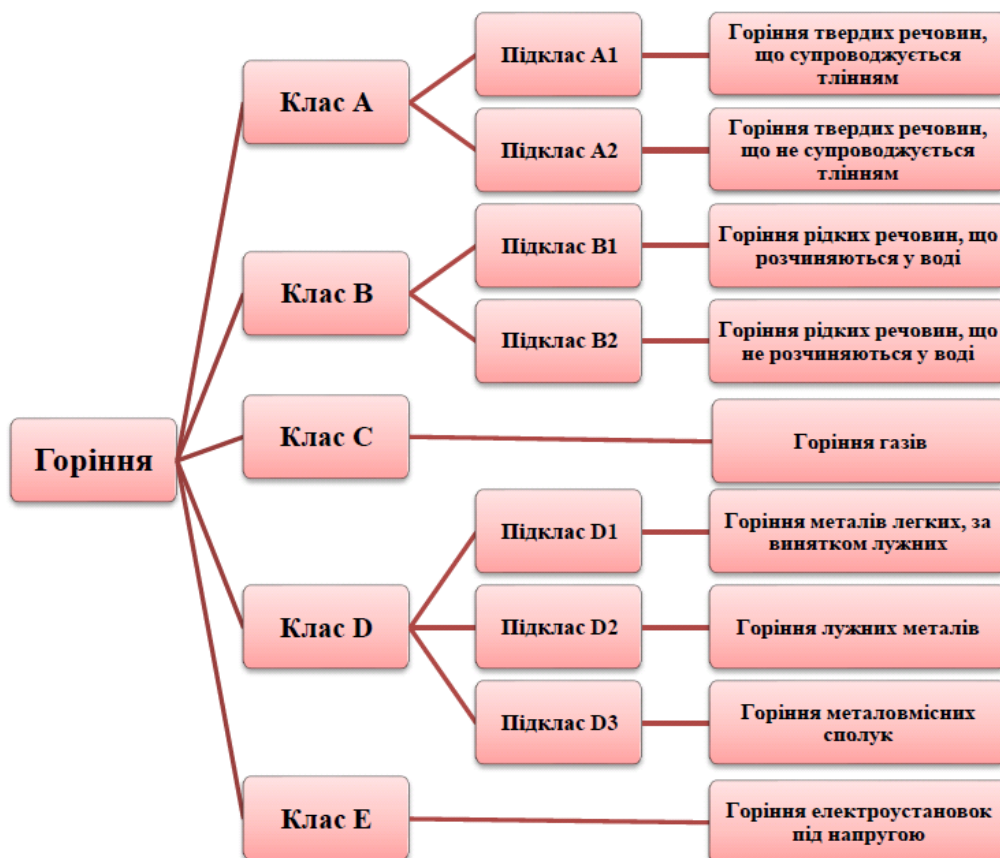 Горіння
Клас A
Підклас A1
Горіння твердих речовин,
що супроводжується
тлінням
Підклас A2
Горіння твердих речовин,
що не супроводжується
тлінням
Клас B
Підклас B1
Горіння рідких речовин, що
розчиняються у воді
Підклас B2
Горіння рідких речовин, що
не розчиняються у воді
Клас C
Горіння газів
Клас D
Підклас D1
Горіння металів легких, за
винятком лужних
Підклас D2
Горіння лужних металів
Підклас D3
Горіння металовмісних
сполук
Клас E
Горіння електроустановок
під напругою